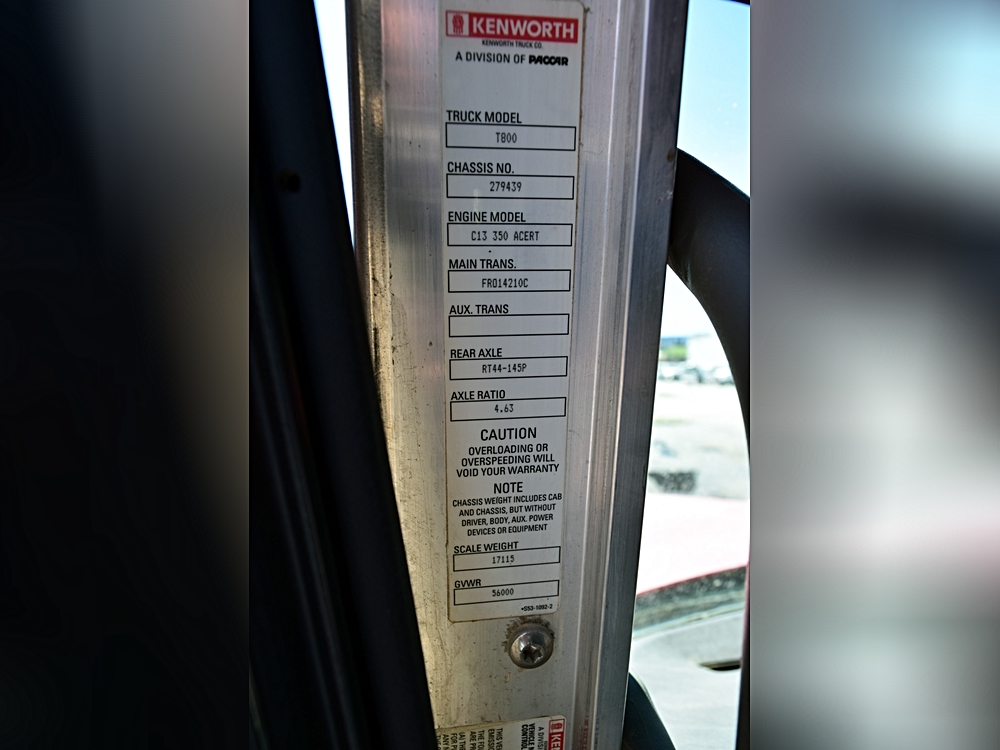 KENWORTH
KENWORTH TRUCK CO.
A DIVISION OF PACCAR
TRUCK MODEL
T800
CHASSIS NO.
279439
ENGINE MODEL
C13 350 ACERT
MAIN TRANS.
FRO14210C
AUX. TRANS
REAR AXLE
RT44-145P
AXLE RATIO
4.63
CAUTION
OVERLOADING OR
OVERSPEEDING WILL
VOID YOUR WARRANTY
NOTE
CHASSIS WEIGHT INCLUDES CAB
AND CHASSIS, BUT WITHOUT
DRIVER, BODY, AUX. POWER
DEVICES OR EQUIPMENT
SCALE WEIGHT
17115
GVWR
56000
•S53-1092-2